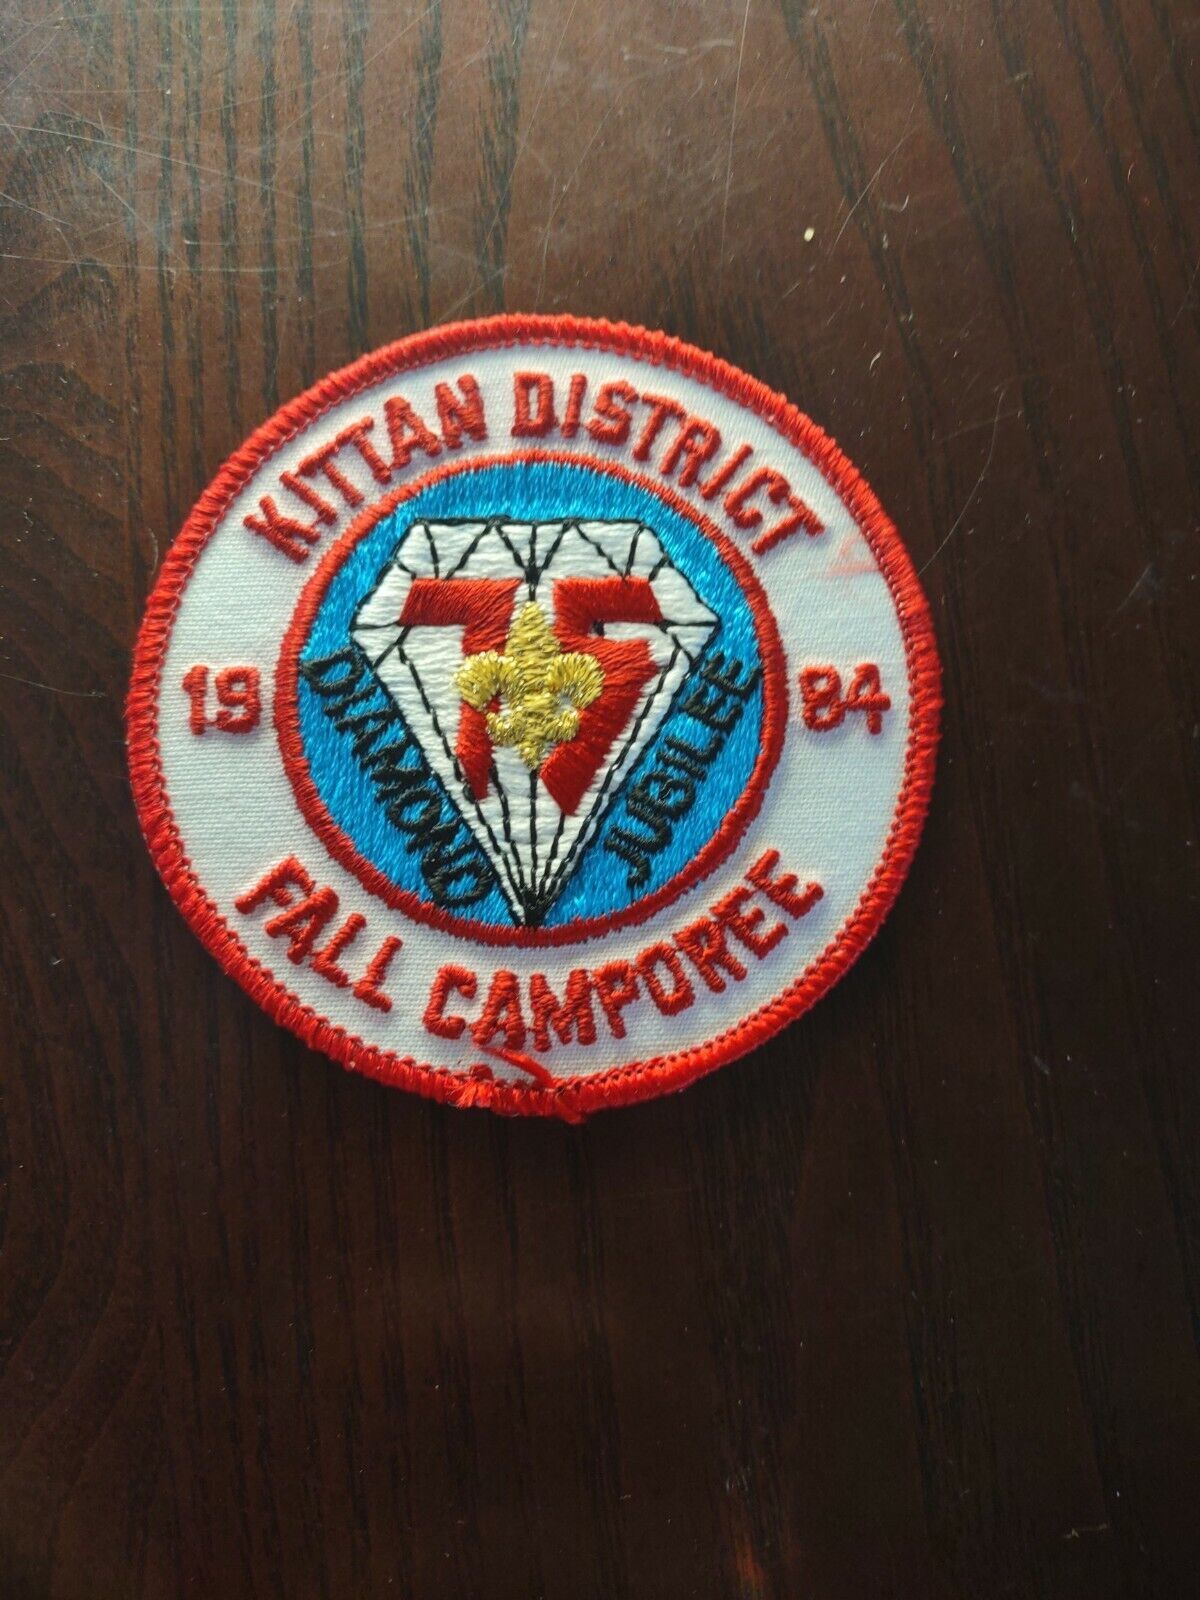 KITTAN DISTRICT
19 84
75
DIAMOND
JUBILEE
FALL CAMPOREE